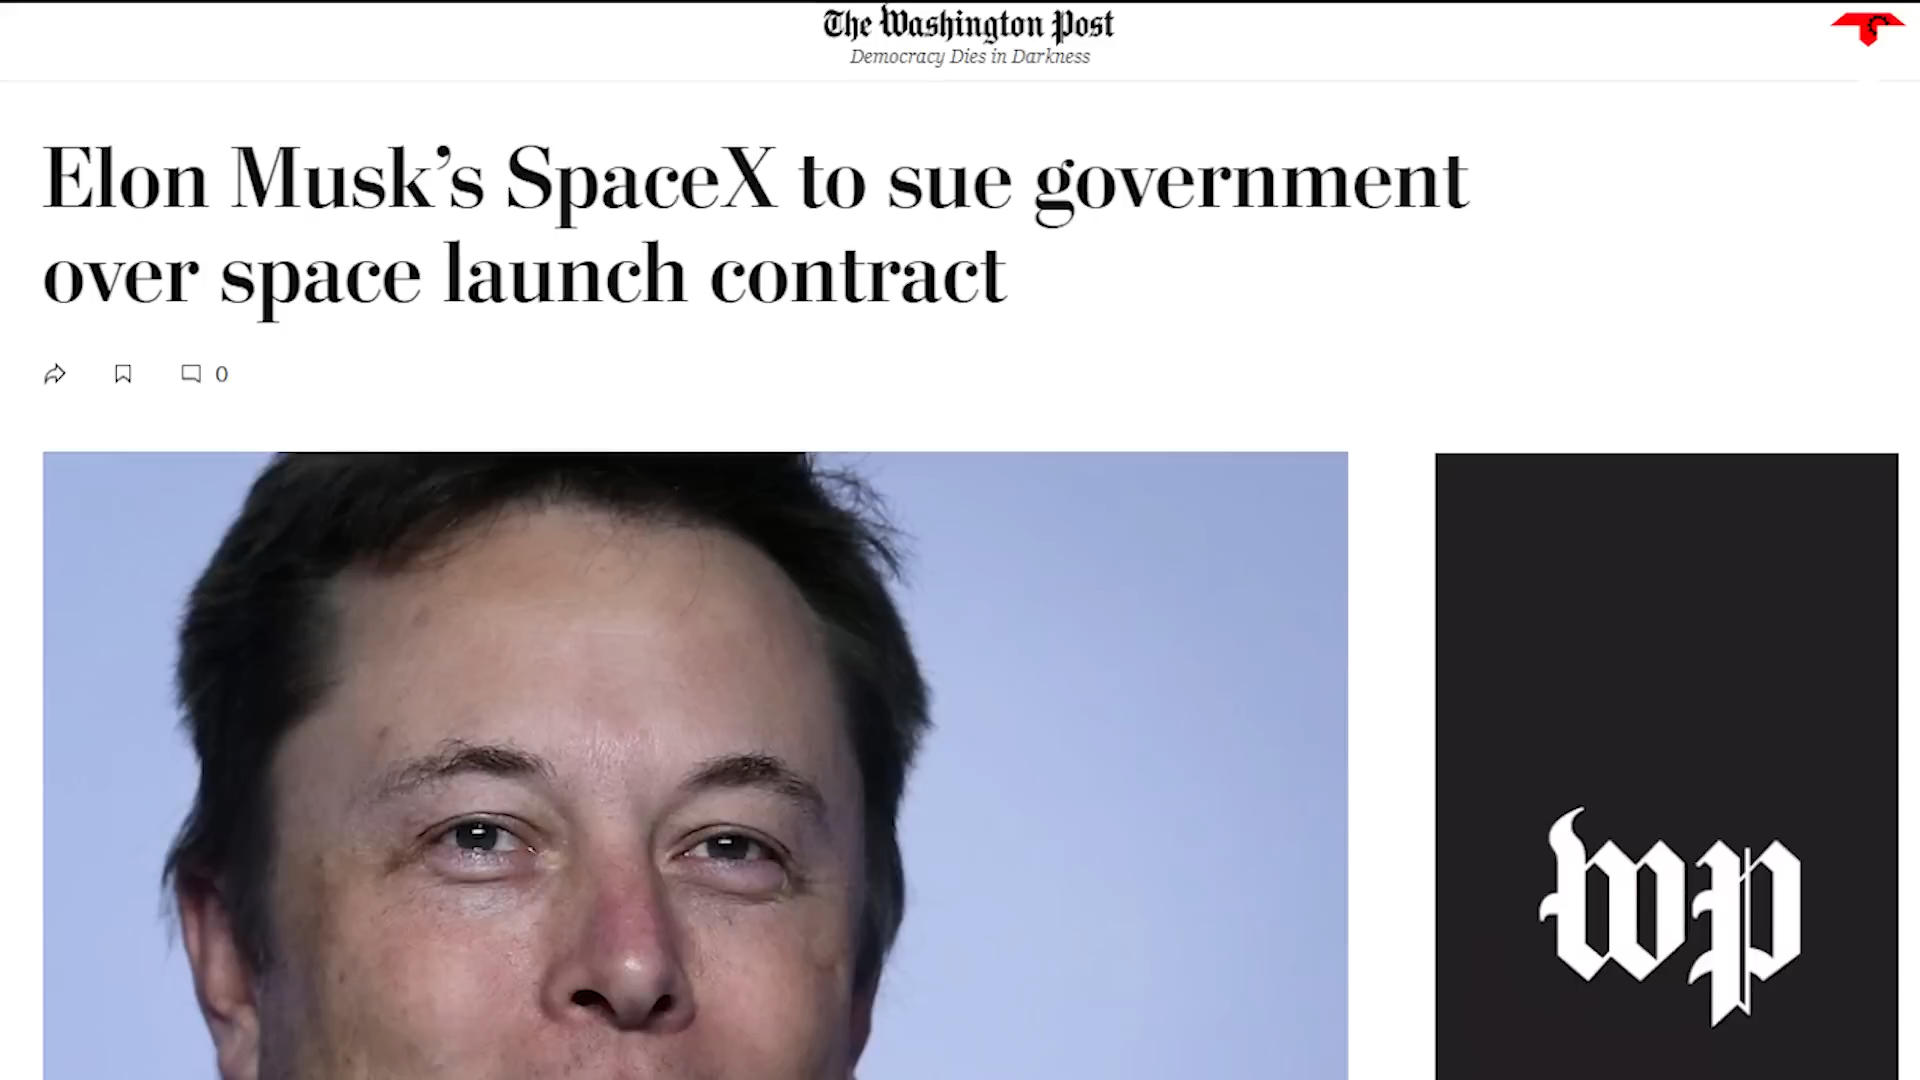 The Washington Post
Democracy Dies in Darkness
Elon Musk’s SpaceX to sue government
over space launch contract
0
wp